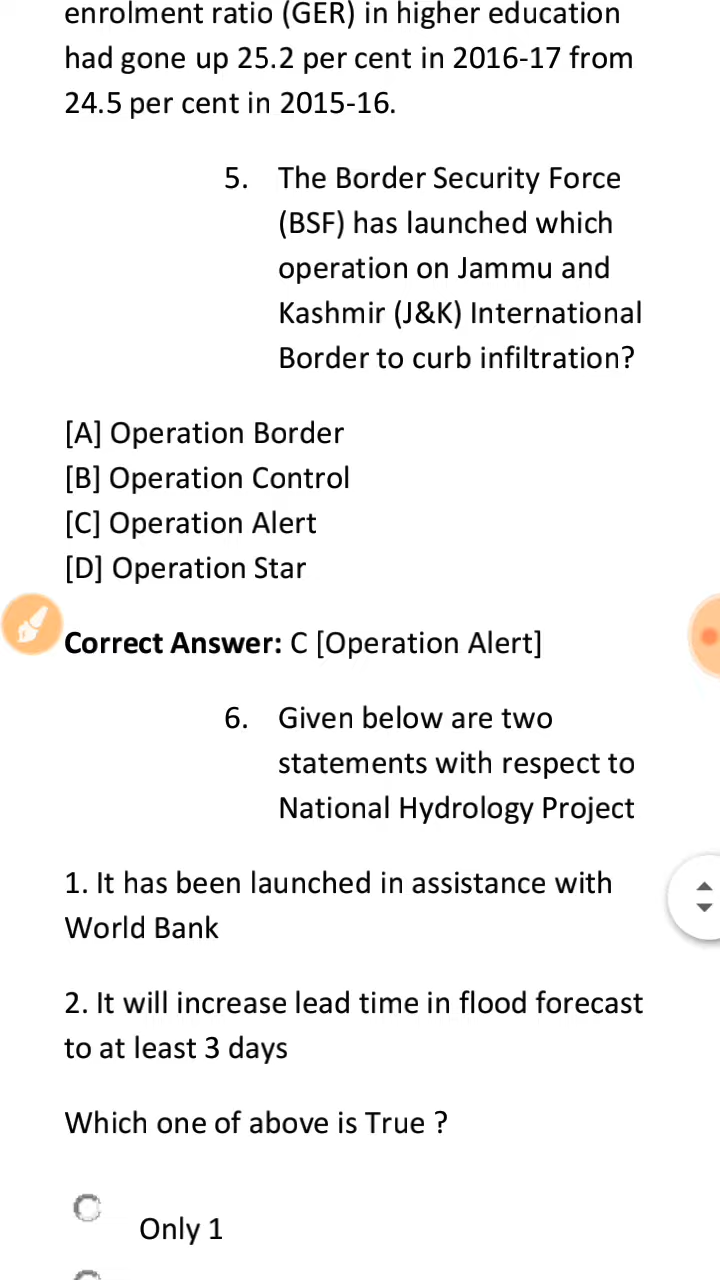 enrolment ratio (GER) in higher education
had gone up 25.2 per cent in 2016-17 from
24.5 per cent in 2015-16.
5. The Border Security Force
(BSF) has launched which
operation on Jammu and
Kashmir (J&K) International
Border to curb infiltration?
[A] Operation Border
[B] Operation Control
[C] Operation Alert
[D] Operation Star
Correct Answer: C [Operation Alert]
6. Given below are two
statements with respect to
National Hydrology Project
1. It has been launched in assistance with
World Bank
2. It will increase lead time in flood forecast
to at least 3 days
Which one of above is True ?
Only 1